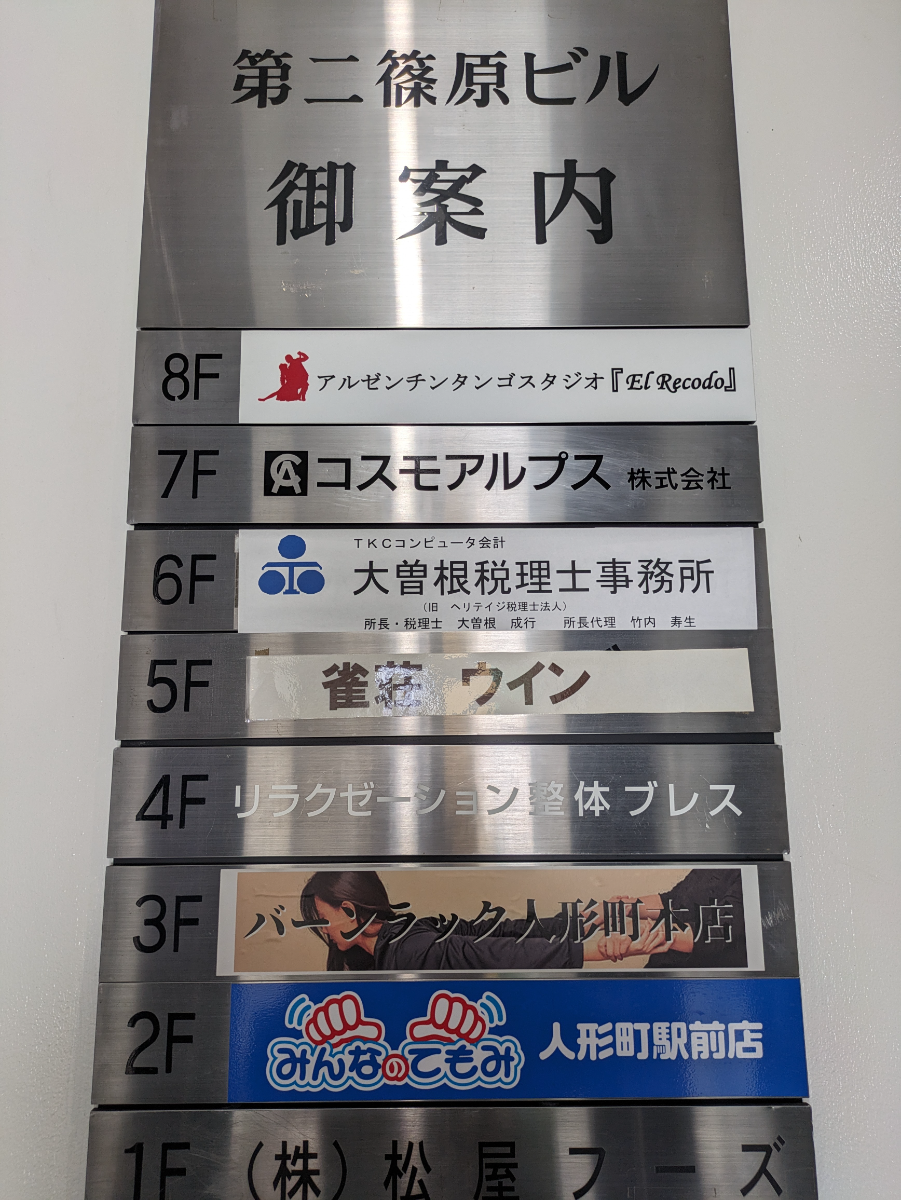 第二篠原ビル
御案内
8F アルゼンチンタンゴスタジオ『El Recodo』
7F CA コスモアルプス 株式会社
6F TKCコンピュータ会計
大曽根税理士事務所
（旧 ヘリテイジ税理士法人）
所長・税理士 大曽根 成行 所長代理 竹内 寿生
5F 雀荘 ウイン
4F リラクゼーション 整体 ブレス
3F バーンラック人形町本店
2F みんなのてもみ 人形町駅前店
1F （株）松屋フーズ